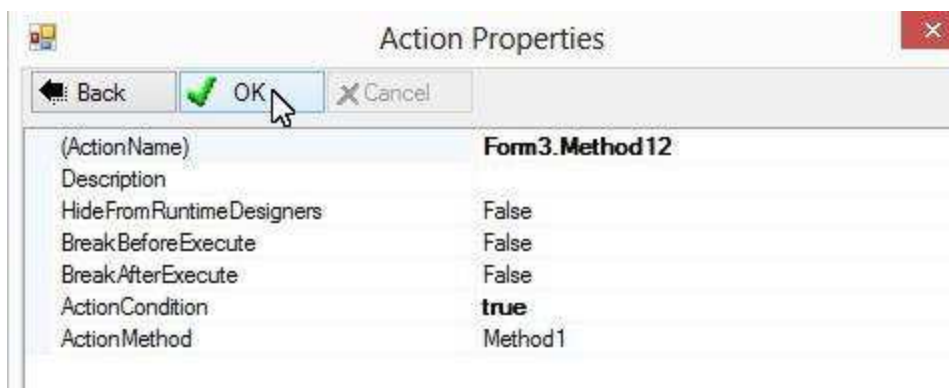 Action Properties
Back OK Cancel
(ActionName) Form3.Method12
Description
HideFromRuntimeDesigners False
BreakBeforeExecute False
BreakAfterExecute False
ActionCondition true
ActionMethod Method1